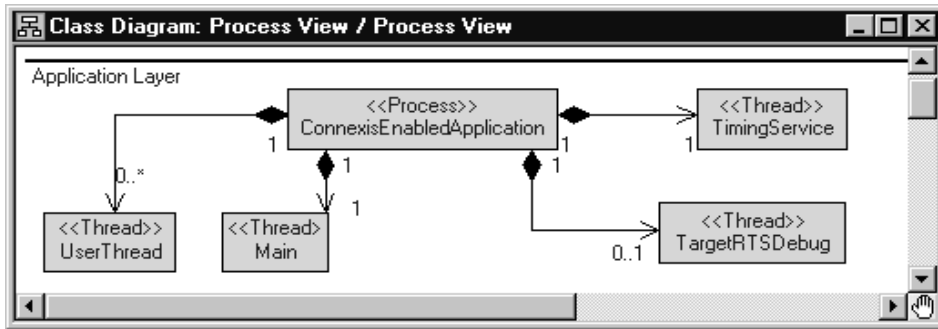 Class Diagram: Process View / Process View
Application Layer
<<Process>>
ConnexisEnabledApplication
<<Thread>>
TimingService
1
1
1
1
1
0..*
1
<<Thread>>
UserThread
<<Thread>
Main
<<Thread>>
TargetRTSDebug
0..1